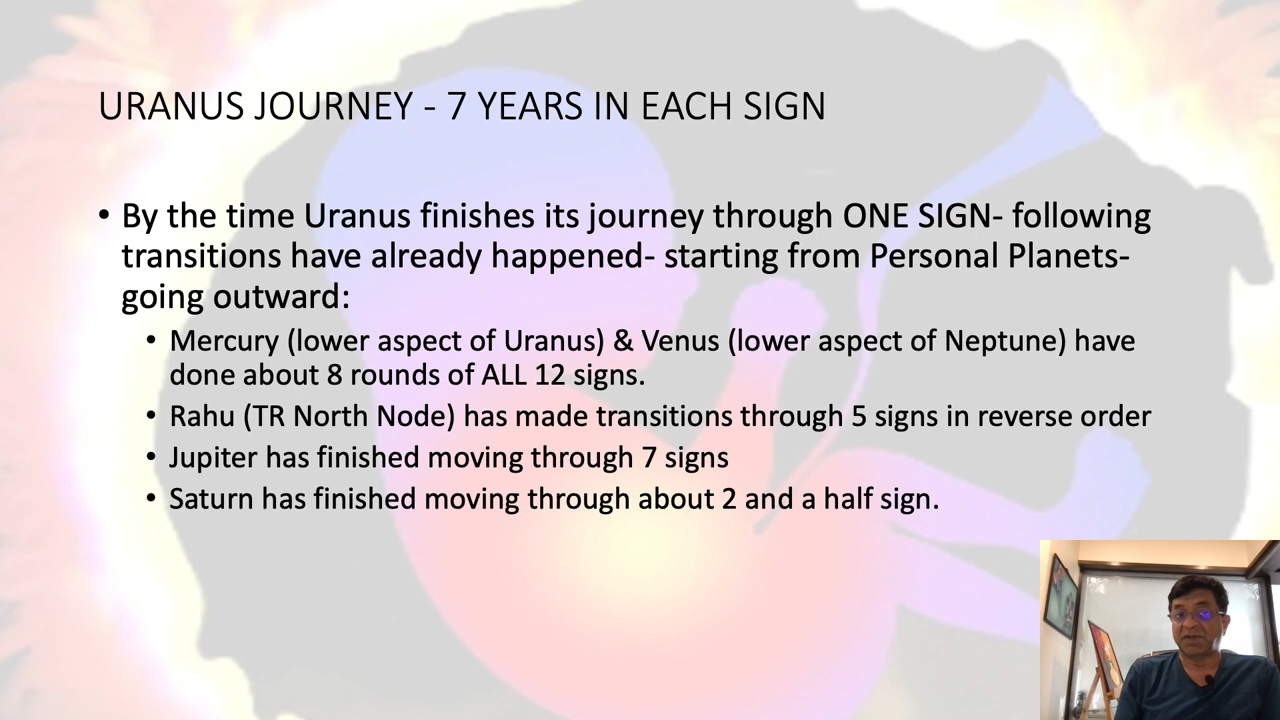 URANUS JOURNEY - 7 YEARS IN EACH SIGN
• By the time Uranus finishes its journey through ONE SIGN- following
transitions have already happened- starting from Personal Planets-
going outward:
• Mercury (lower aspect of Uranus) & Venus (lower aspect of Neptune) have
done about 8 rounds of ALL 12 signs.
• Rahu (TR North Node) has made transitions through 5 signs in reverse order
• Jupiter has finished moving through 7 signs
• Saturn has finished moving through about 2 and a half sign.